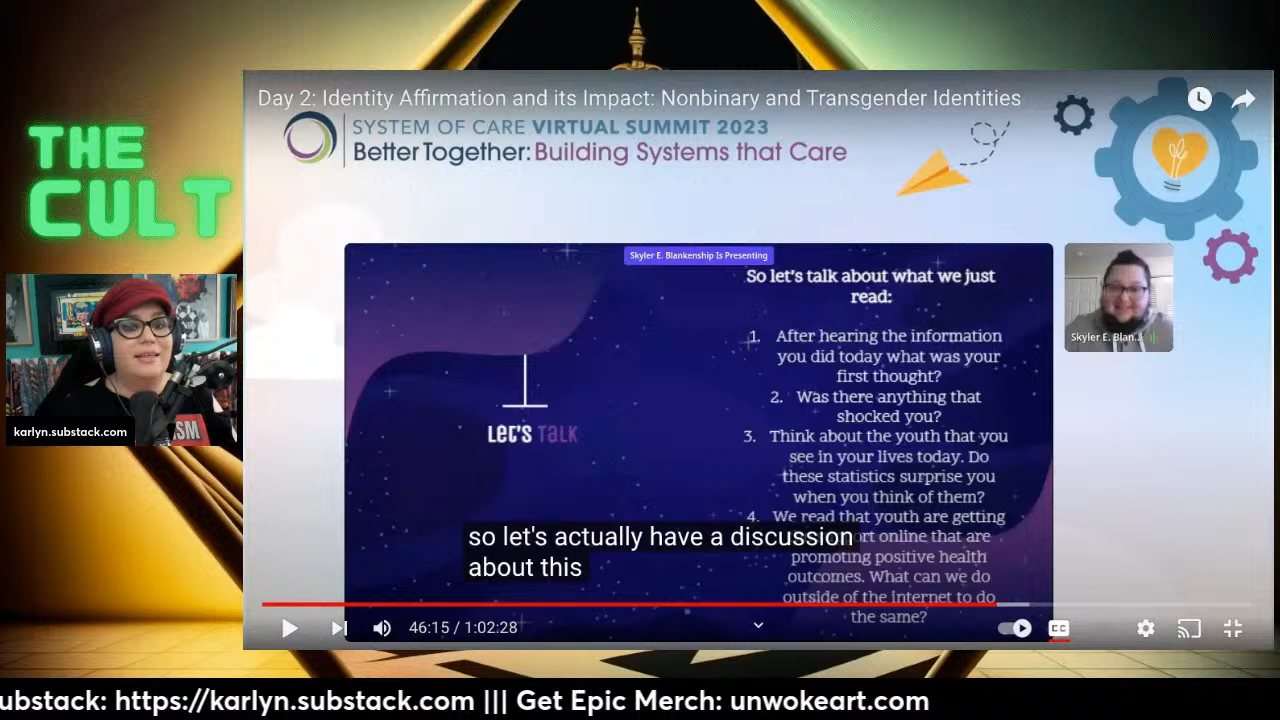 THE
CULT
karlyn.substack.com
SM
Day 2: Identity Affirmation and its Impact: Nonbinary and Transgender Identities
SYSTEM OF CARE VIRTUAL SUMMIT 2023
Better Together: Building Systems that Care
Skyler E. Blankenship Is Presenting
Skyler E. Blan...
LET'S TALK
So let's talk about what we just
read:
1. After hearing the information
you did today what was your
first thought?
2. Was there anything that
shocked you?
3. Think about the youth that you
see in your lives today. Do
these statistics surprise you
when you think of them?
4. We read that youth are getting
online that are
promoting positive health
outcomes. What can we do
outside of the internet to do
the same?
so let's actually have a discussion
about this
46:15 / 1:02:28
CC
ubstack: https://karlyn.substack.com ||| Get Epic Merch: unwokeart.com